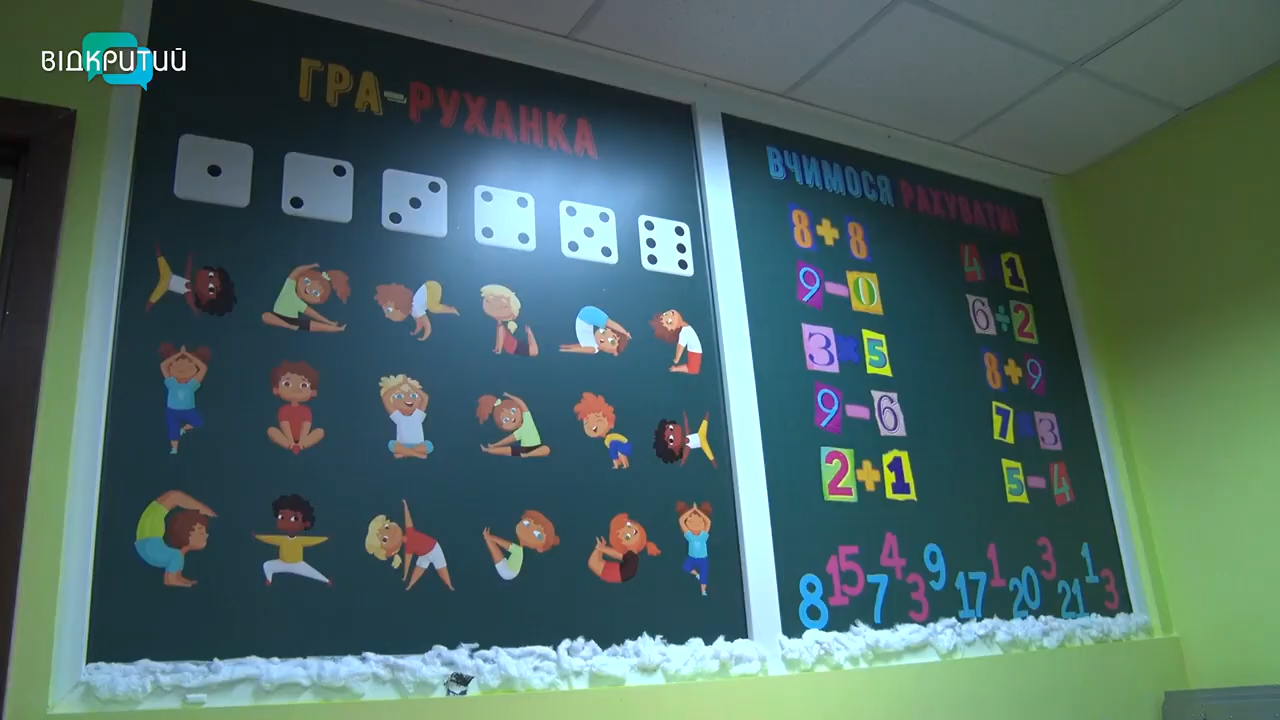 ВІДКРИТИЙ
ГРА-РУХАНКА
ВЧИМОСЯ РАХУВАТИ!
8+8
9-0
3×5
9-6
2+1
4 1
6÷2
8+9
7 3
5-4
8 15 7 4 3 9 17 1 20 3 21 1 3